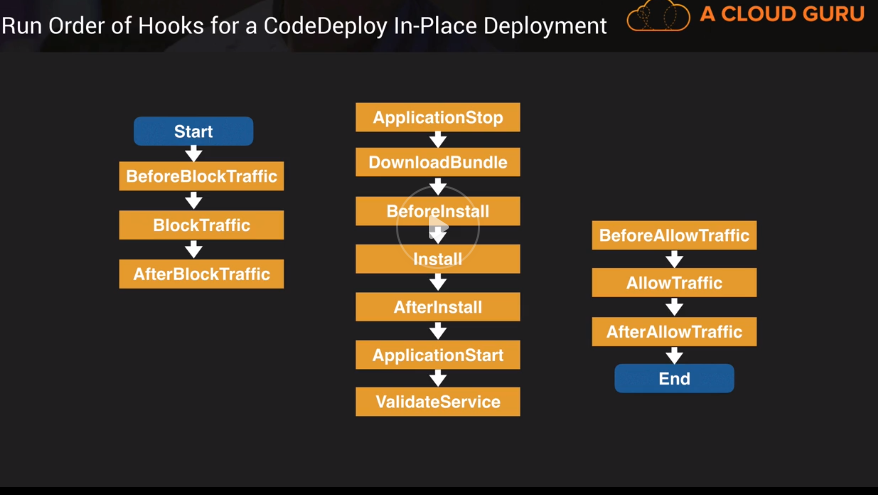 Run Order of Hooks for a CodeDeploy In-Place Deployment
A CLOUD GURU
Start
BeforeBlockTraffic
BlockTraffic
AfterBlockTraffic
ApplicationStop
DownloadBundle
BeforeInstall
Install
AfterInstall
ApplicationStart
ValidateService
BeforeAllowTraffic
AllowTraffic
AfterAllowTraffic
End